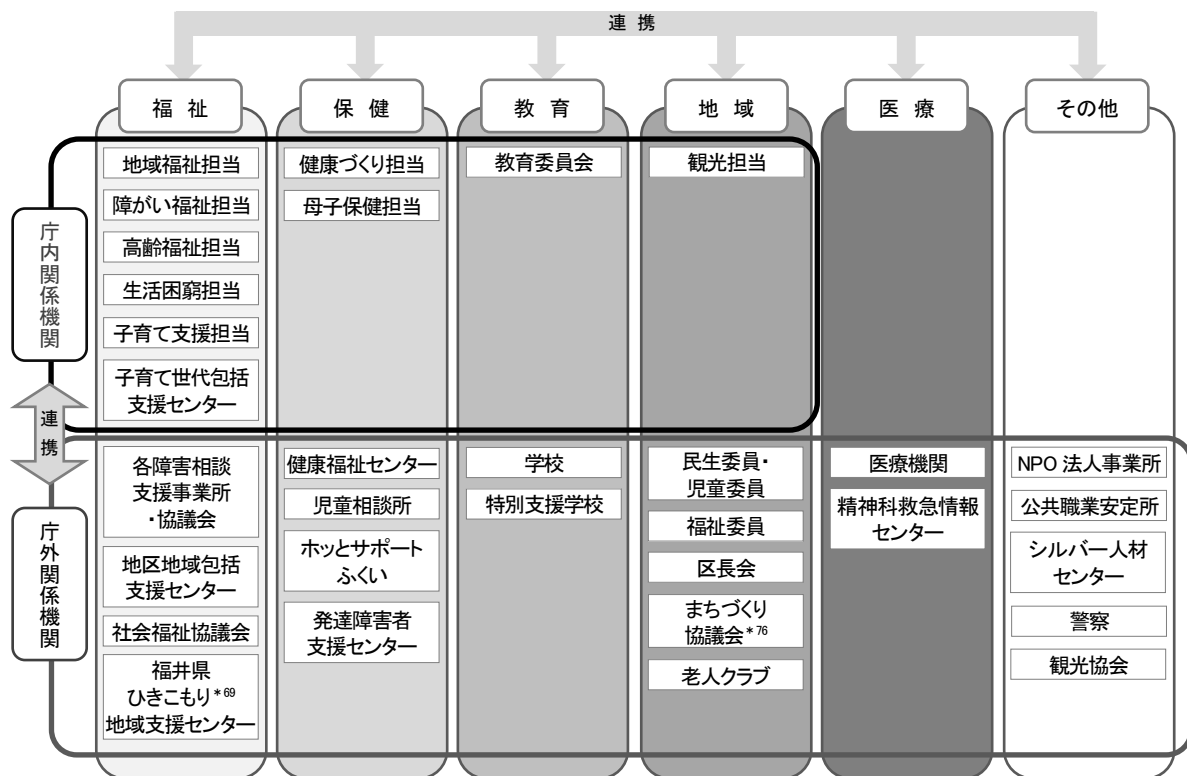 連 携
福 祉
保 健
教 育
地 域
医 療
その他
庁内関係機関
地域福祉担当
障がい福祉担当
高齢福祉担当
生活困窮担当
子育て支援担当
子育て世代包括
支援センター
健康づくり担当
母子保健担当
教育委員会
観光担当
連
携
庁外関係機関
各障害相談
支援事業所
・協議会
地区地域包括
支援センター
社会福祉協議会
福井県
ひきこもり*69
地域支援センター
健康福祉センター
児童相談所
ホッとサポート
ふくい
発達障害者
支援センター
学校
特別支援学校
民生委員・
児童委員
福祉委員
区長会
まちづくり
協議会*76
老人クラブ
医療機関
精神科救急情報
センター
NPO 法人事業所
公共職業安定所
シルバー人材
センター
警察
観光協会